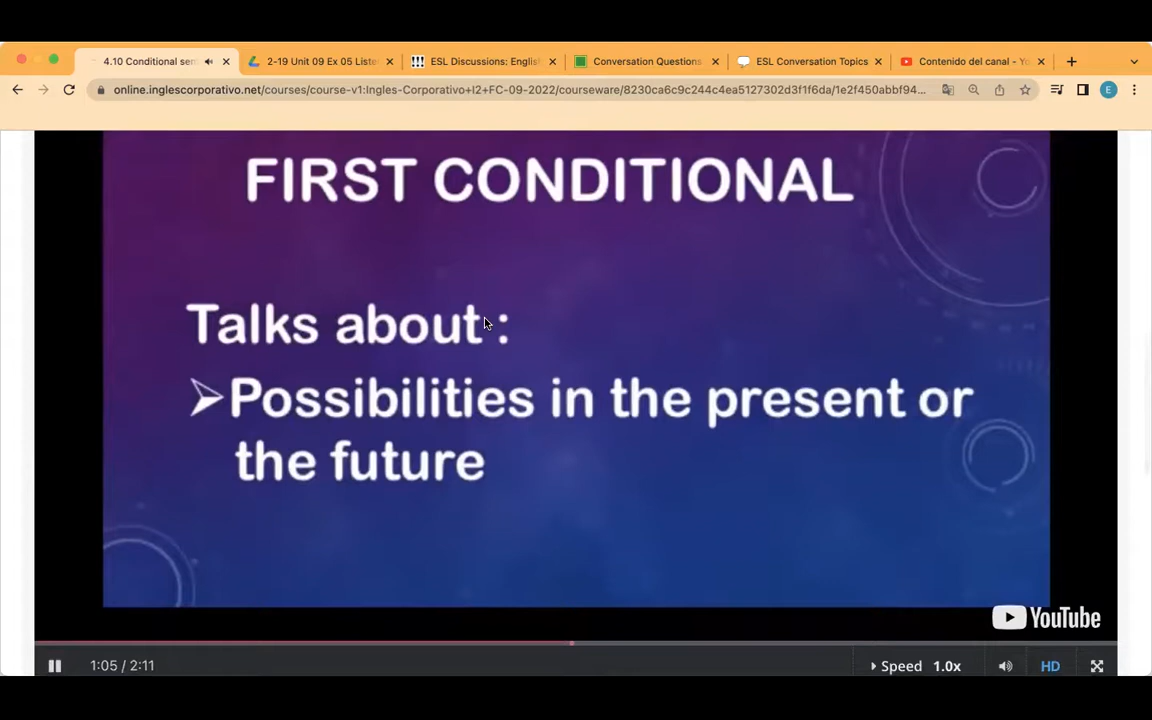 4.10 Conditional sen
2-19 Unit 09 Ex 05 Liste
ESL Discussions: Englis
Conversation Questions
ESL Conversation Topics
Contenido del canal - Yo
online.inglescorporativo.net/courses/course-v1:Ingles-Corporativo+I2+FC-09-2022/courseware/8230ca6c9c244c4ea5127302d3f1f6da/1e2f450abbf94...
E
FIRST CONDITIONAL
Talks about :
Possibilities in the present or
the future
YouTube
1:05 / 2:11
Speed 1.0x
HD